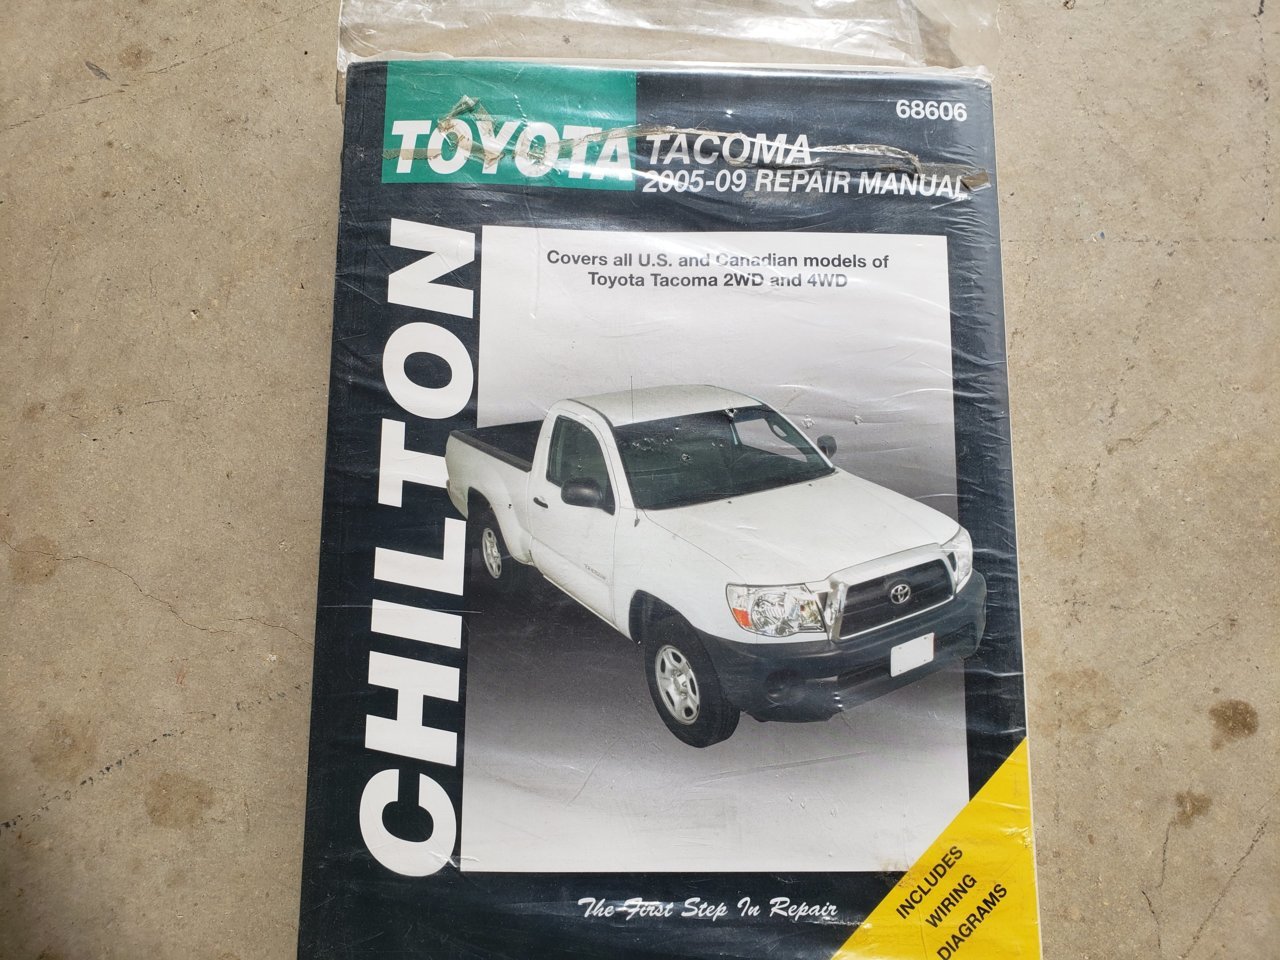 68606
TOYOTA TACOMA
2005-09 REPAIR MANUAL
CHILTON
Covers all U.S. and Canadian models of
Toyota Tacoma 2WD and 4WD
The First Step In Repair
INCLUDES
WIRING
DIAGRAMS